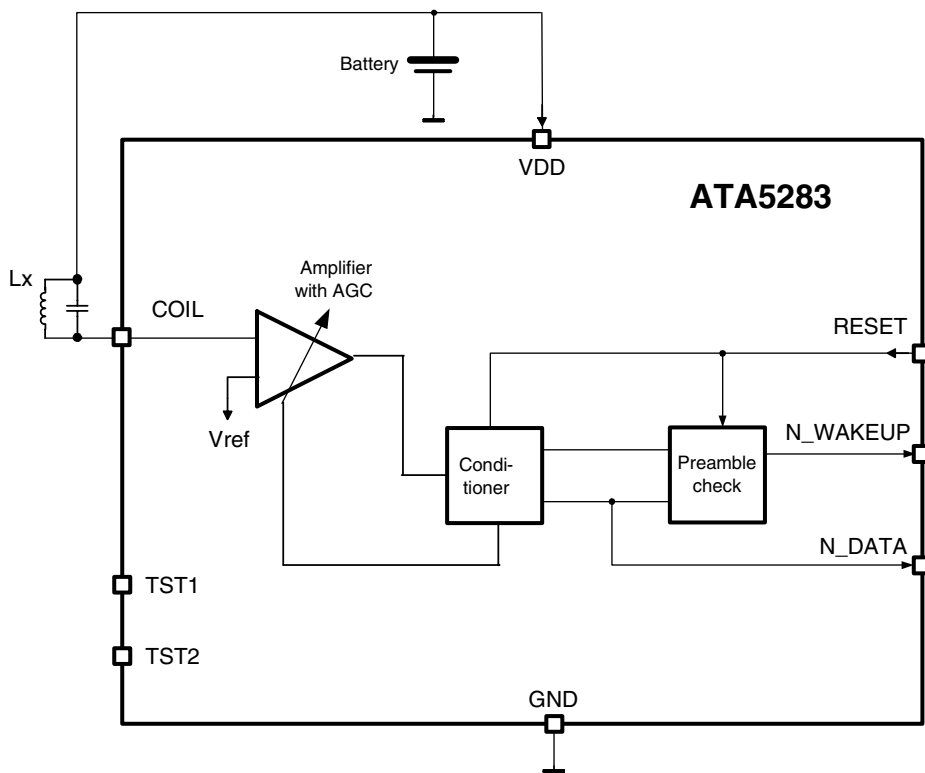 Battery
VDD
ATA5283
Lx
COIL
Amplifier
with AGC
RESET
Vref
N_WAKEUP
Condi-
tioner
Preamble
check
N_DATA
TST1
TST2
GND